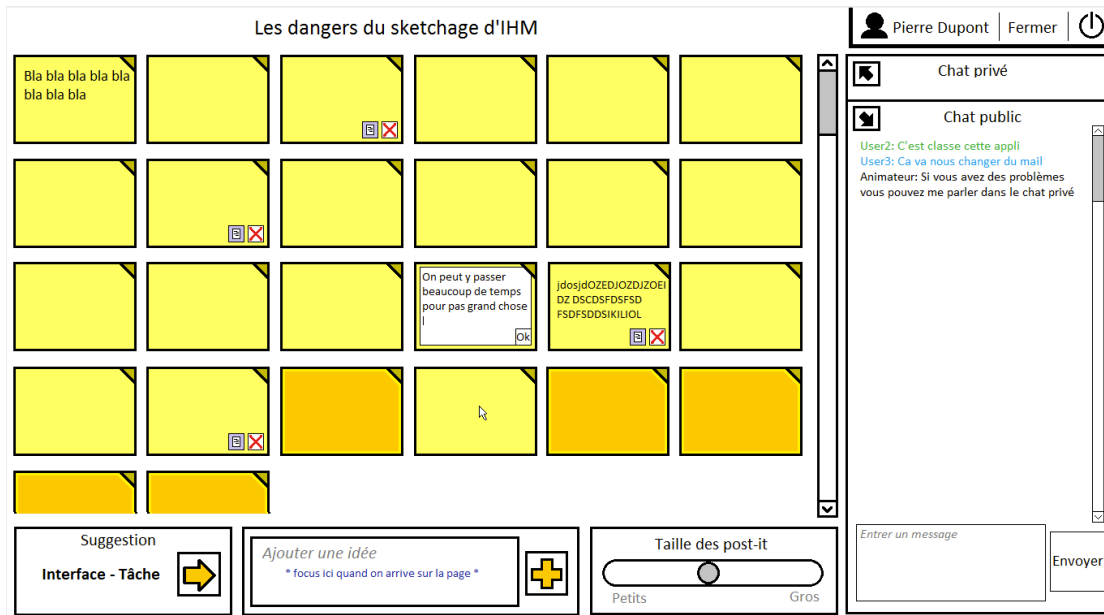 Les dangers du sketchage d'IHM
Pierre Dupont
Fermer
Bla bla bla bla bla
bla bla bla
On peut y passer
beaucoup de temps
pour pas grand chose
Ok
jdosjdOZEDJOZDJZOEI
DZ DSCDSFDSFSD
FSDFSDDSIKILIOL
Suggestion
Interface - Tâche
Ajouter une idée
* focus ici quand on arrive sur la page *
Taille des post-it
Petits
Gros
Chat privé
Chat public
User2: C'est classe cette appli
User3: Ca va nous changer du mail
Animateur: Si vous avez des problèmes
vous pouvez me parler dans le chat privé
Entrer un message
Envoyer